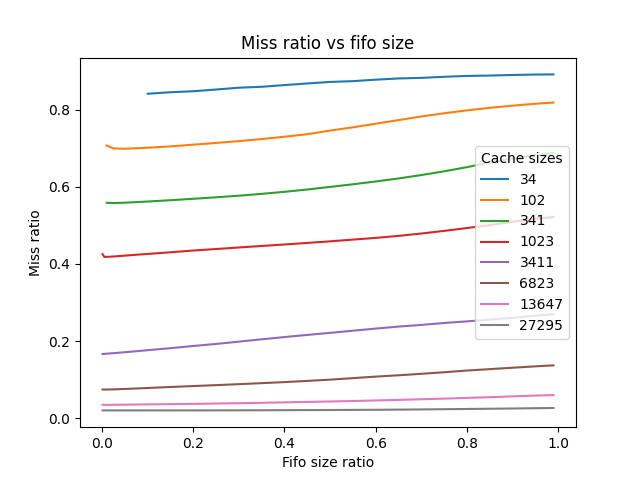 Miss ratio vs fifo size
Miss ratio
0.8
0.6
0.4
0.2
0.0
Cache sizes
34
102
341
1023
3411
6823
13647
27295
0.0 0.2 0.4 0.6 0.8 1.0
Fifo size ratio